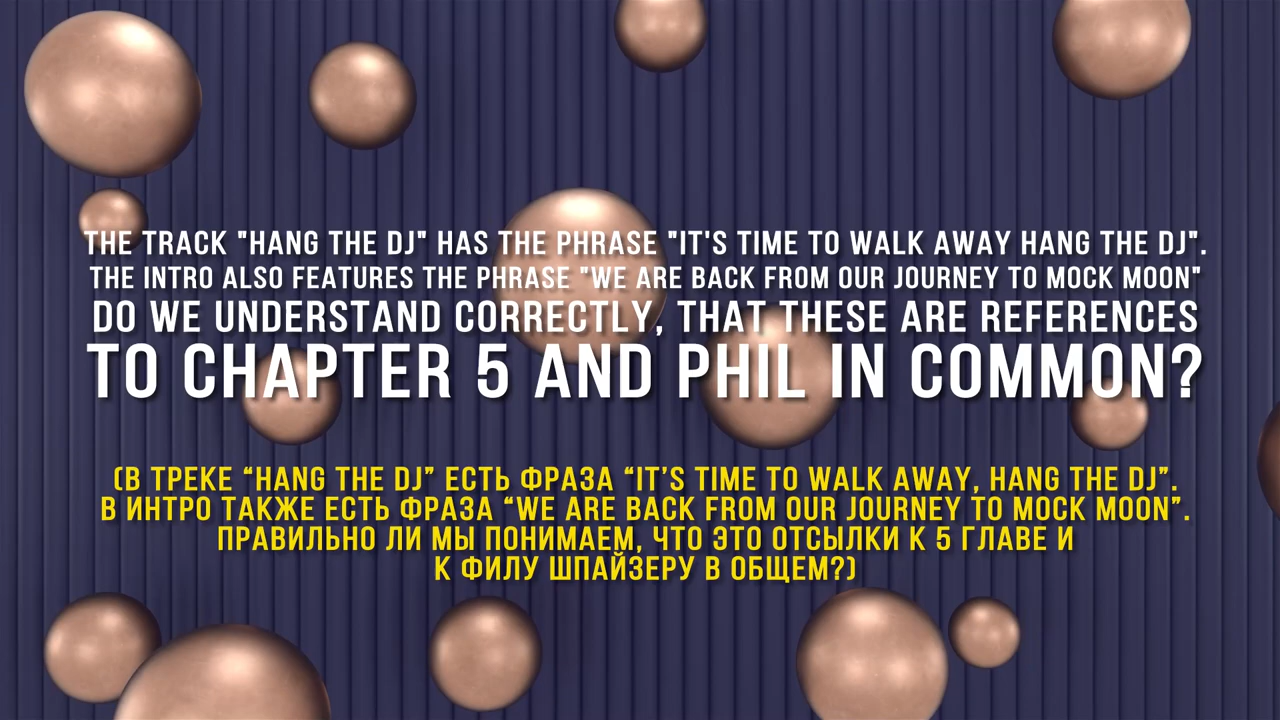 THE TRACK "HANG THE DJ" HAS THE PHRASE "IT'S TIME TO WALK AWAY HANG THE DJ".
THE INTRO ALSO FEATURES THE PHRASE "WE ARE BACK FROM OUR JOURNEY TO MOCK MOON"
DO WE UNDERSTAND CORRECTLY, THAT THESE ARE REFERENCES
TO CHAPTER 5 AND PHIL IN COMMON?
(В ТРЕКЕ “HANG THE DJ” ЕСТЬ ФРАЗА “IT’S TIME TO WALK AWAY, HANG THE DJ”.
В ИНТРО ТАКЖЕ ЕСТЬ ФРАЗА “WE ARE BACK FROM OUR JOURNEY TO MOCK MOON”.
ПРАВИЛЬНО ЛИ МЫ ПОНИМАЕМ, ЧТО ЭТО ОТСЫЛКИ К 5 ГЛАВЕ И
К ФИЛУ ШПАЙЗЕРУ В ОБЩЕМ?)